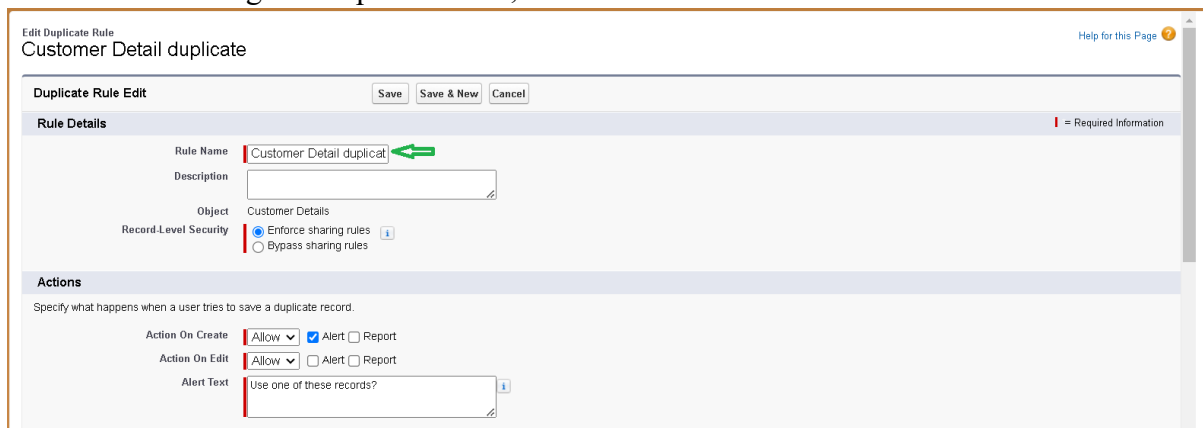 Edit Duplicate Rule
Customer Detail duplicate
Help for this Page
Duplicate Rule Edit Save Save & New Cancel
Rule Details = Required Information
Rule Name Customer Detail duplicat
Description
Object Customer Details
Record-Level Security Enforce sharing rules i
Bypass sharing rules
Actions
Specify what happens when a user tries to save a duplicate record.
Action On Create Allow Alert Report
Action On Edit Allow Alert Report
Alert Text Use one of these records? i